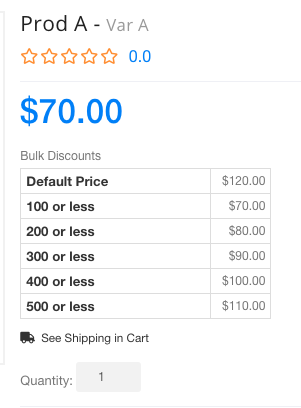 Prod A - Var A
0.0
$70.00
Bulk Discounts
Default Price $120.00
100 or less $70.00
200 or less $80.00
300 or less $90.00
400 or less $100.00
500 or less $110.00
See Shipping in Cart
Quantity: 1